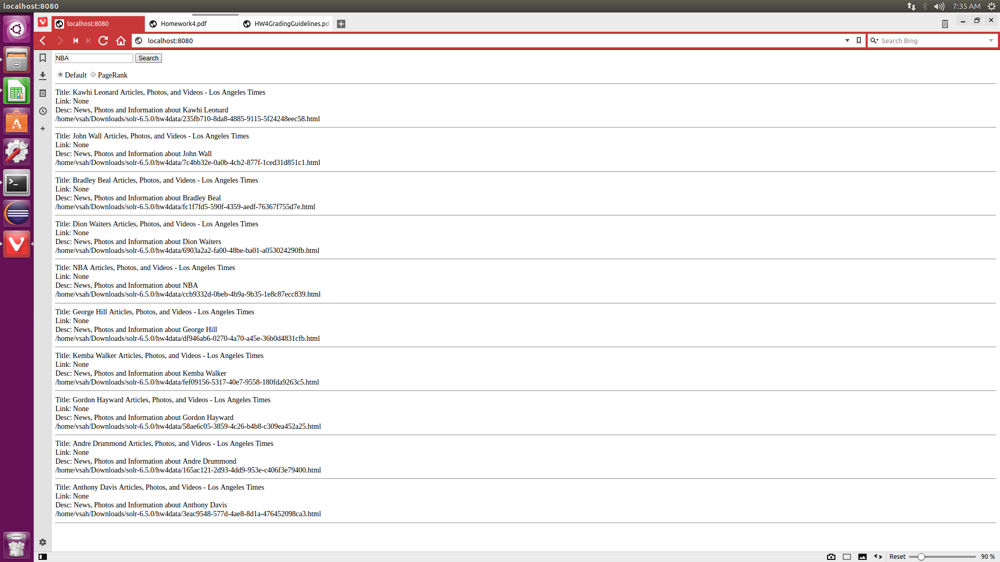 localhost:8080
7:35 AM
localhost:8080
Homework4.pdf
HW4GradingGuidelines.pd
localhost:8080
Search Bing
NBA
Search
Default PageRank
Title: Kawhi Leonard Articles, Photos, and Videos - Los Angeles Times
Link: None
Desc: News, Photos and Information about Kawhi Leonard
/home/vsah/Downloads/solr-6.5.0/hw4data/235fb710-8da8-4885-9115-5f24248eec58.html
Title: John Wall Articles, Photos, and Videos - Los Angeles Times
Link: None
Desc: News, Photos and Information about John Wall
/home/vsah/Downloads/solr-6.5.0/hw4data/7c4bb32e-0a0b-4cb2-877f-1ced31d851c1.html
Title: Bradley Beal Articles, Photos, and Videos - Los Angeles Times
Link: None
Desc: News, Photos and Information about Bradley Beal
/home/vsah/Downloads/solr-6.5.0/hw4data/fc1f7fd5-590f-4359-aedf-76367f755d7e.html
Title: Dion Waiters Articles, Photos, and Videos - Los Angeles Times
Link: None
Desc: News, Photos and Information about Dion Waiters
/home/vsah/Downloads/solr-6.5.0/hw4data/6903a2a2-fa00-48be-ba01-a053024290fb.html
Title: NBA Articles, Photos, and Videos - Los Angeles Times
Link: None
Desc: News, Photos and Information about NBA
/home/vsah/Downloads/solr-6.5.0/hw4data/ccb9332d-0beb-4b9a-9b35-1e8c87ecc839.html
Title: George Hill Articles, Photos, and Videos - Los Angeles Times
Link: None
Desc: News, Photos and Information about George Hill
/home/vsah/Downloads/solr-6.5.0/hw4data/df946ab6-0270-4a70-a45e-36b0d4831cfb.html
Title: Kemba Walker Articles, Photos, and Videos - Los Angeles Times
Link: None
Desc: News, Photos and Information about Kemba Walker
/home/vsah/Downloads/solr-6.5.0/hw4data/fef09156-5317-40e7-9558-180fda9263c5.html
Title: Gordon Hayward Articles, Photos, and Videos - Los Angeles Times
Link: None
Desc: News, Photos and Information about Gordon Hayward
/home/vsah/Downloads/solr-6.5.0/hw4data/58ae6c05-3859-4c26-b4b8-c309ea452a25.html
Title: Andre Drummond Articles, Photos, and Videos - Los Angeles Times
Link: None
Desc: News, Photos and Information about Andre Drummond
/home/vsah/Downloads/solr-6.5.0/hw4data/165ac121-2d93-4dd9-953e-c406f3e79400.html
Title: Anthony Davis Articles, Photos, and Videos - Los Angeles Times
Link: None
Desc: News, Photos and Information about Anthony Davis
/home/vsah/Downloads/solr-6.5.0/hw4data/3eac9548-577d-4ae8-8d1a-476452098ca3.html
Reset
90 %